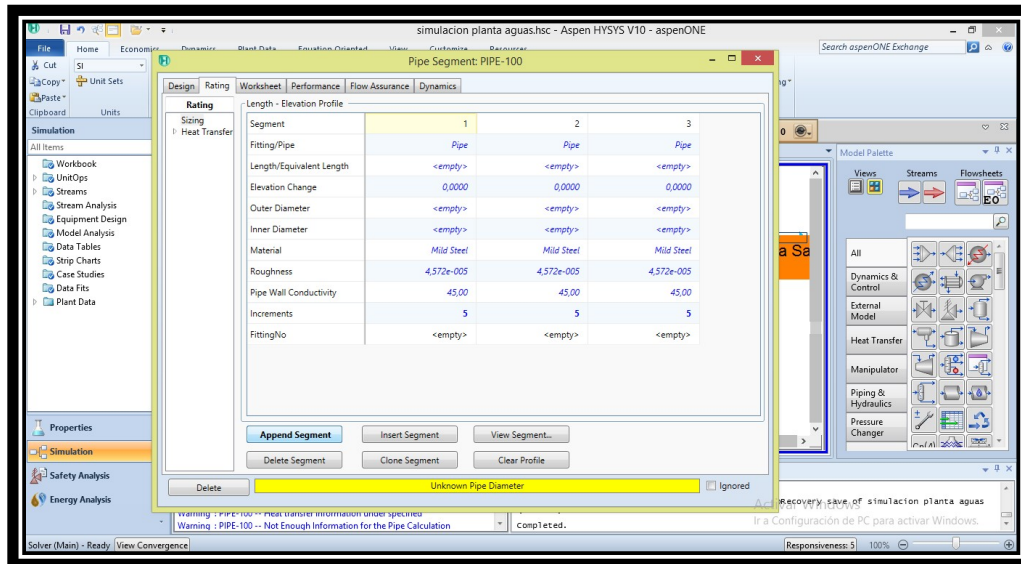 simulacion planta aguas.hsc - Aspen HYSYS V10 - aspenONE
File Home Economics Dynamics Plant Data Equation Oriented View Customize Resources
Search aspenONE Exchange
Cut SI
Copy Unit Sets
Paste
Clipboard Units
Simulation
All Items
Workbook
UnitOps
Streams
Stream Analysis
Equipment Design
Model Analysis
Data Tables
Strip Charts
Case Studies
Data Fits
Plant Data
Properties
Simulation
Safety Analysis
Energy Analysis
Pipe Segment: PIPE-100
Design Rating Worksheet Performance Flow Assurance Dynamics
Rating
Sizing
Heat Transfer
Length - Elevation Profile
Segment 1 2 3
Fitting/Pipe Pipe Pipe Pipe
Length/Equivalent Length <empty> <empty> <empty>
Elevation Change 0,0000 0,0000 0,0000
Outer Diameter <empty> <empty> <empty>
Inner Diameter <empty> <empty> <empty>
Material Mild Steel Mild Steel Mild Steel
Roughness 4,572e-005 4,572e-005 4,572e-005
Pipe Wall Conductivity 45,00 45,00 45,00
Increments 5 5 5
FittingNo <empty> <empty> <empty>
Append Segment Insert Segment View Segment...
Delete Segment Clone Segment Clear Profile
Delete Unknown Pipe Diameter Ignored
a Sa
Model Palette
Views Streams Flowsheets
EO
All
Dynamics &
Control
External
Model
Heat Transfer
Manipulator
Piping &
Hydraulics
Pressure
Changer
Warning : PIPE-100 -- Heat transfer information under specified
Warning : PIPE-100 -- Not Enough Information for the Pipe Calculation
Recovery save of simulacion planta aguas
Completed.
Activar Windows
Ir a Configuración de PC para activar Windows.
Solver (Main) - Ready View Convergence
Responsiveness: 5 100%